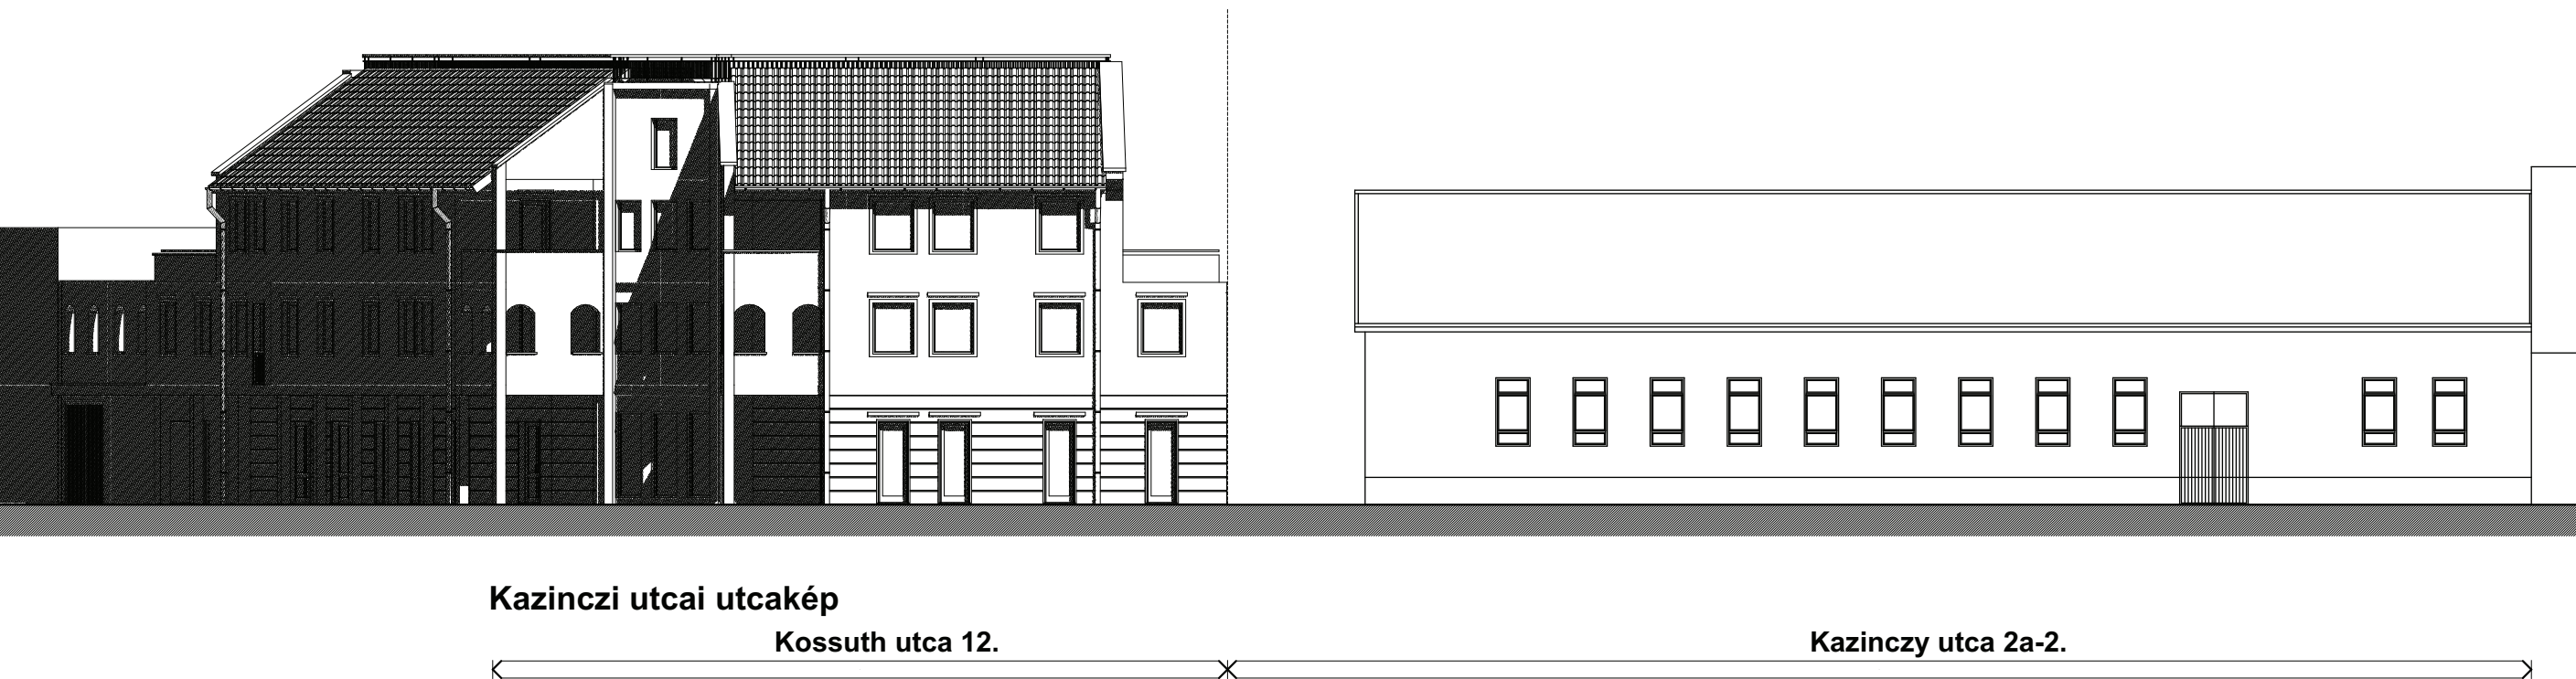 Kazinczi utcai utcakép
Kossuth utca 12.
Kazinczy utca 2a-2.